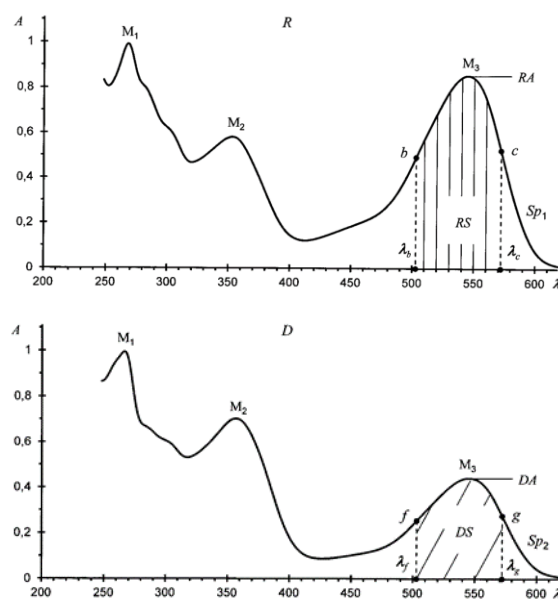 A R
M₁
1
M₃
RA
0,8
M₂
0,6
b c
0,4
Sp₁
RS
0,2
λb λc
0
200 250 300 350 400 450 500 550 600 λ
A D
M₁
1
0,8
M₂
0,6
M₃
DA
0,4
f g
0,2
DS Sp₂
λf λg
0
200 250 300 350 400 450 500 550 600 λ